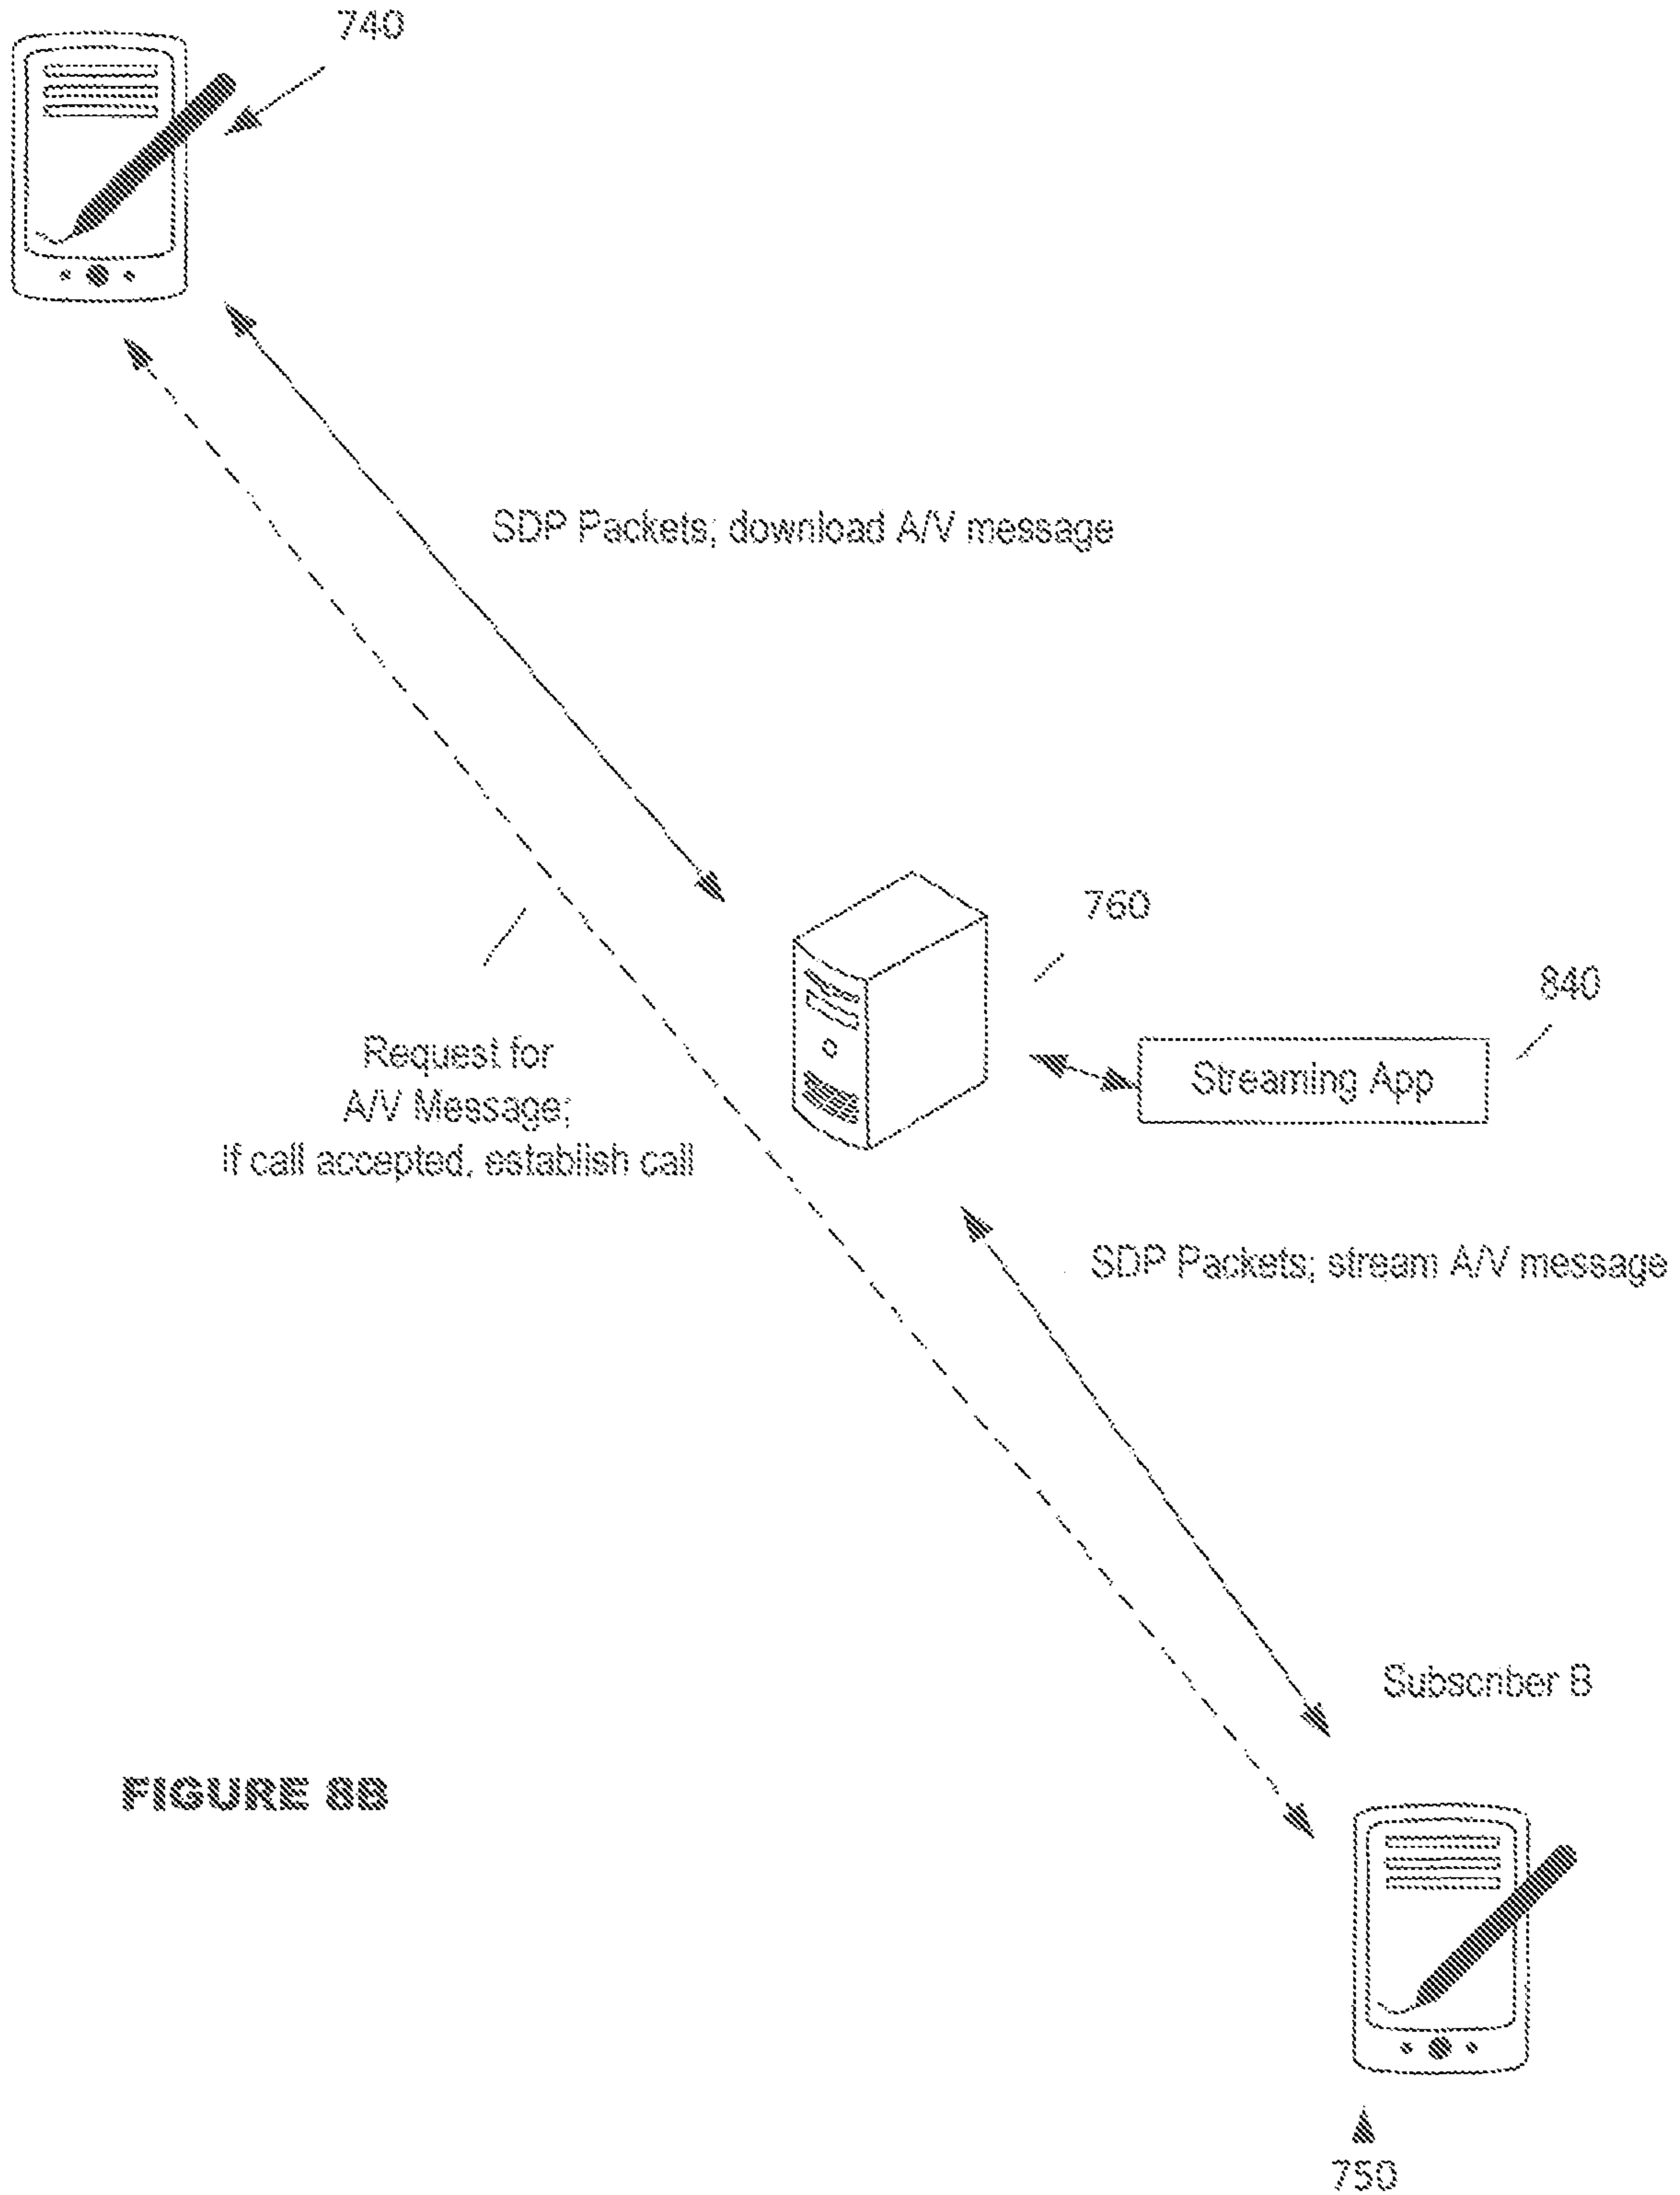 740
SDP Packets; download A/V message
760
840
Streaming App
Request for
A/V Message;
If call accepted, establish call
SDP Packets; stream A/V message
Subscriber B
FIGURE 8B
750